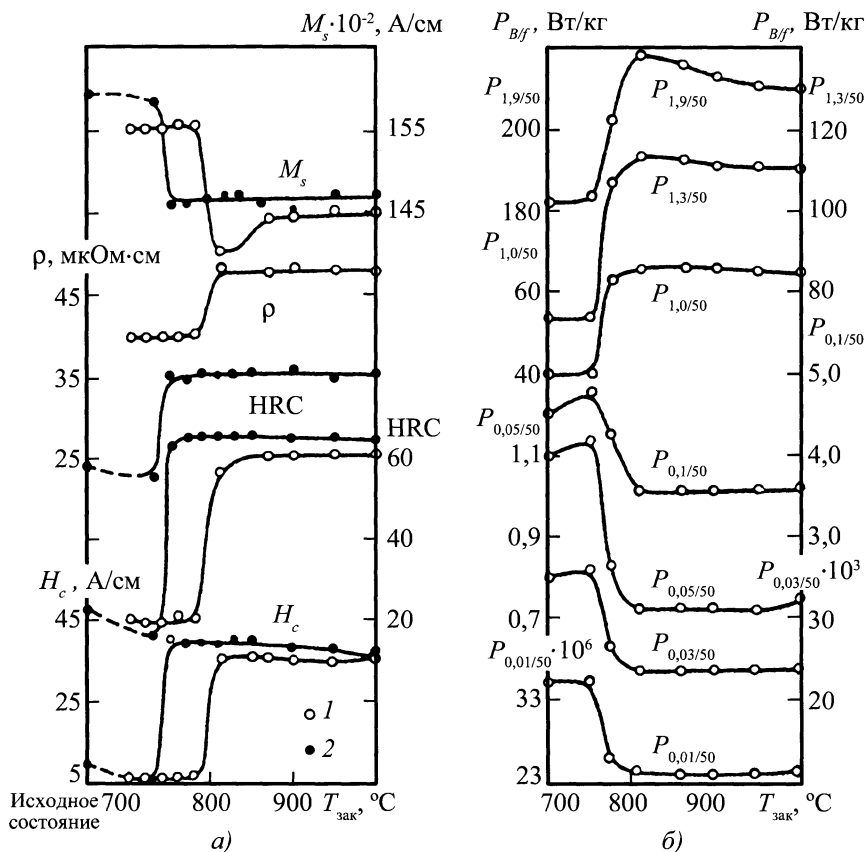 M_s·10⁻², А/см
155
M_s
145
ρ, мкОм·см
45
ρ
35
HRC
HRC
25
60
40
H_c, А/см
20
45
H_c
25
1
2
5
Исходное состояние
700
800
900
T_зак, ºC
а)
P_B/f, Вт/кг
P_B/f, Вт/кг
P_1,9/50
P_1,9/50
P_1,3/50
200
120
P_1,3/50
180
100
P_1,0/50
60
80
P_1,0/50
P_0,1/50
40
5,0
P_0,05/50
1,1
P_0,1/50
4,0
0,9
3,0
P_0,05/50
P_0,03/50·10³
0,7
30
P_0,01/50·10⁶
P_0,03/50
33
20
P_0,01/50
23
700
800
900
T_зак, ºC
б)